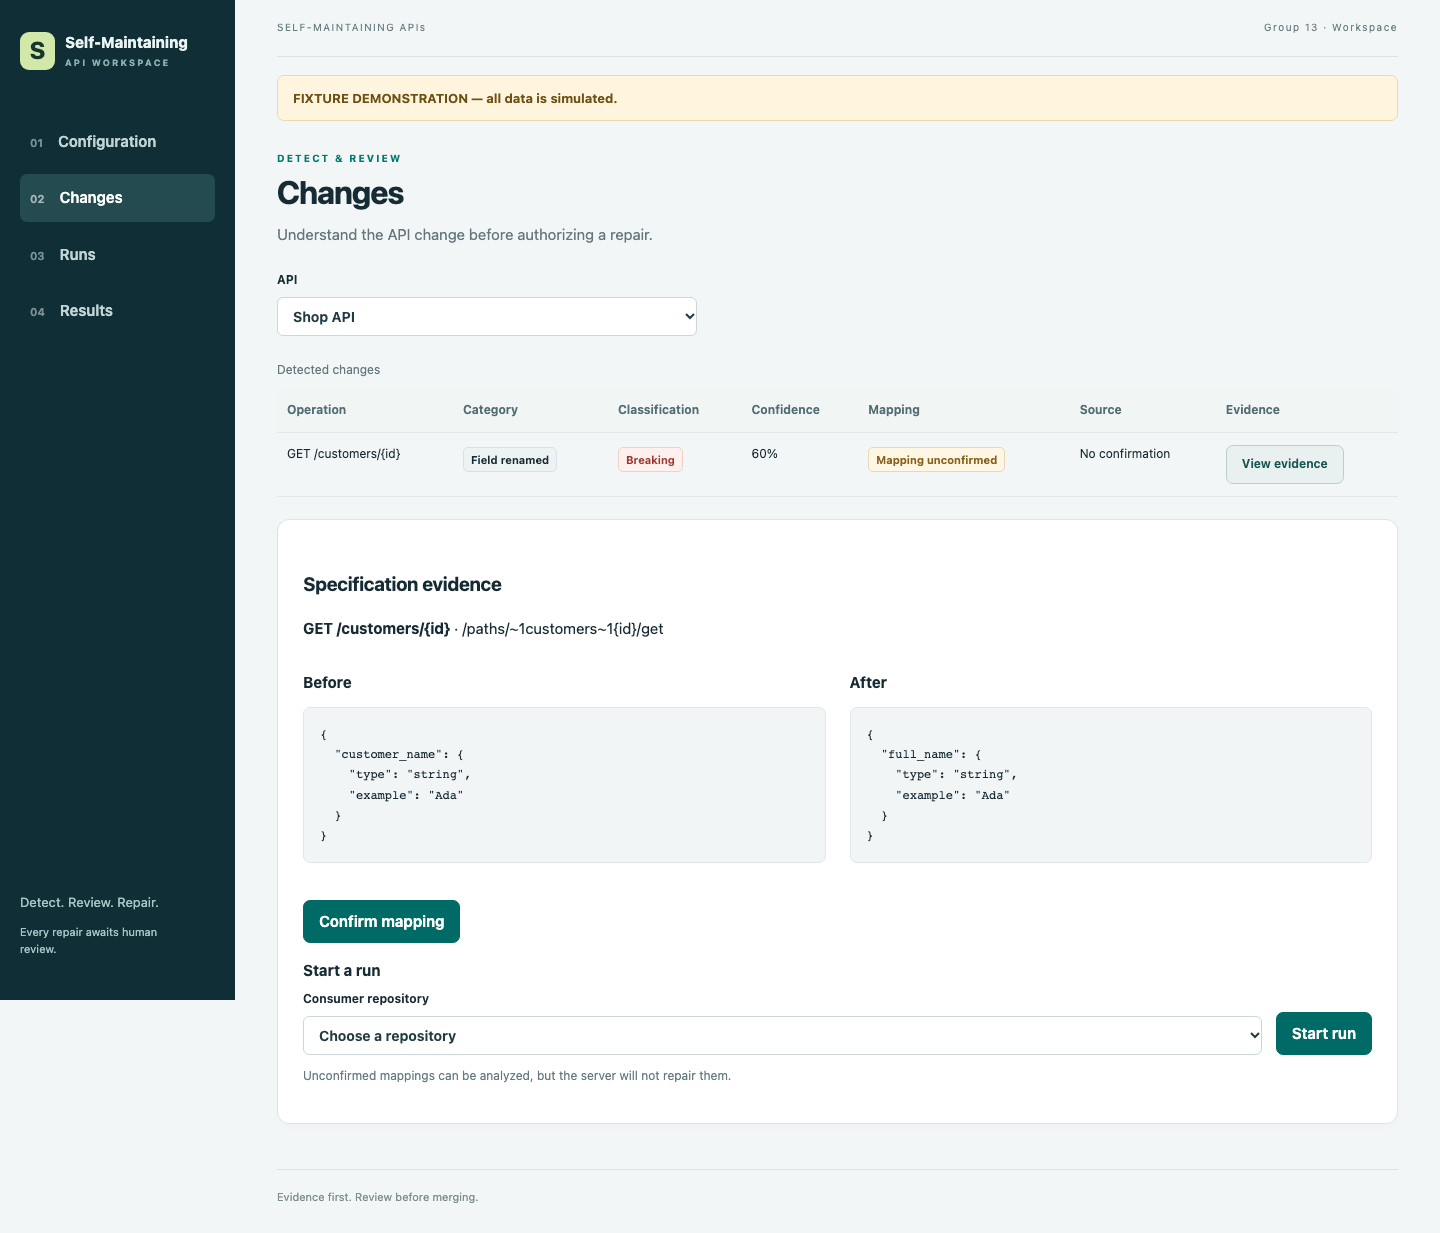 S
Self-Maintaining
API WORKSPACE
01 Configuration
02 Changes
03 Runs
04 Results
Detect. Review. Repair.
Every repair awaits human
review.
SELF-MAINTAINING APIs
Group 13 · Workspace
FIXTURE DEMONSTRATION — all data is simulated.
DETECT & REVIEW
Changes
Understand the API change before authorizing a repair.
API
Shop API
Detected changes
Operation Category Classification Confidence Mapping Source Evidence
GET /customers/{id} Field renamed Breaking 60% Mapping unconfirmed No confirmation View evidence
Specification evidence
GET /customers/{id} · /paths/~1customers~1{id}/get
Before
{
  "customer_name": {
    "type": "string",
    "example": "Ada"
  }
}
After
{
  "full_name": {
    "type": "string",
    "example": "Ada"
  }
}
Confirm mapping
Start a run
Consumer repository
Choose a repository
Start run
Unconfirmed mappings can be analyzed, but the server will not repair them.
Evidence first. Review before merging.